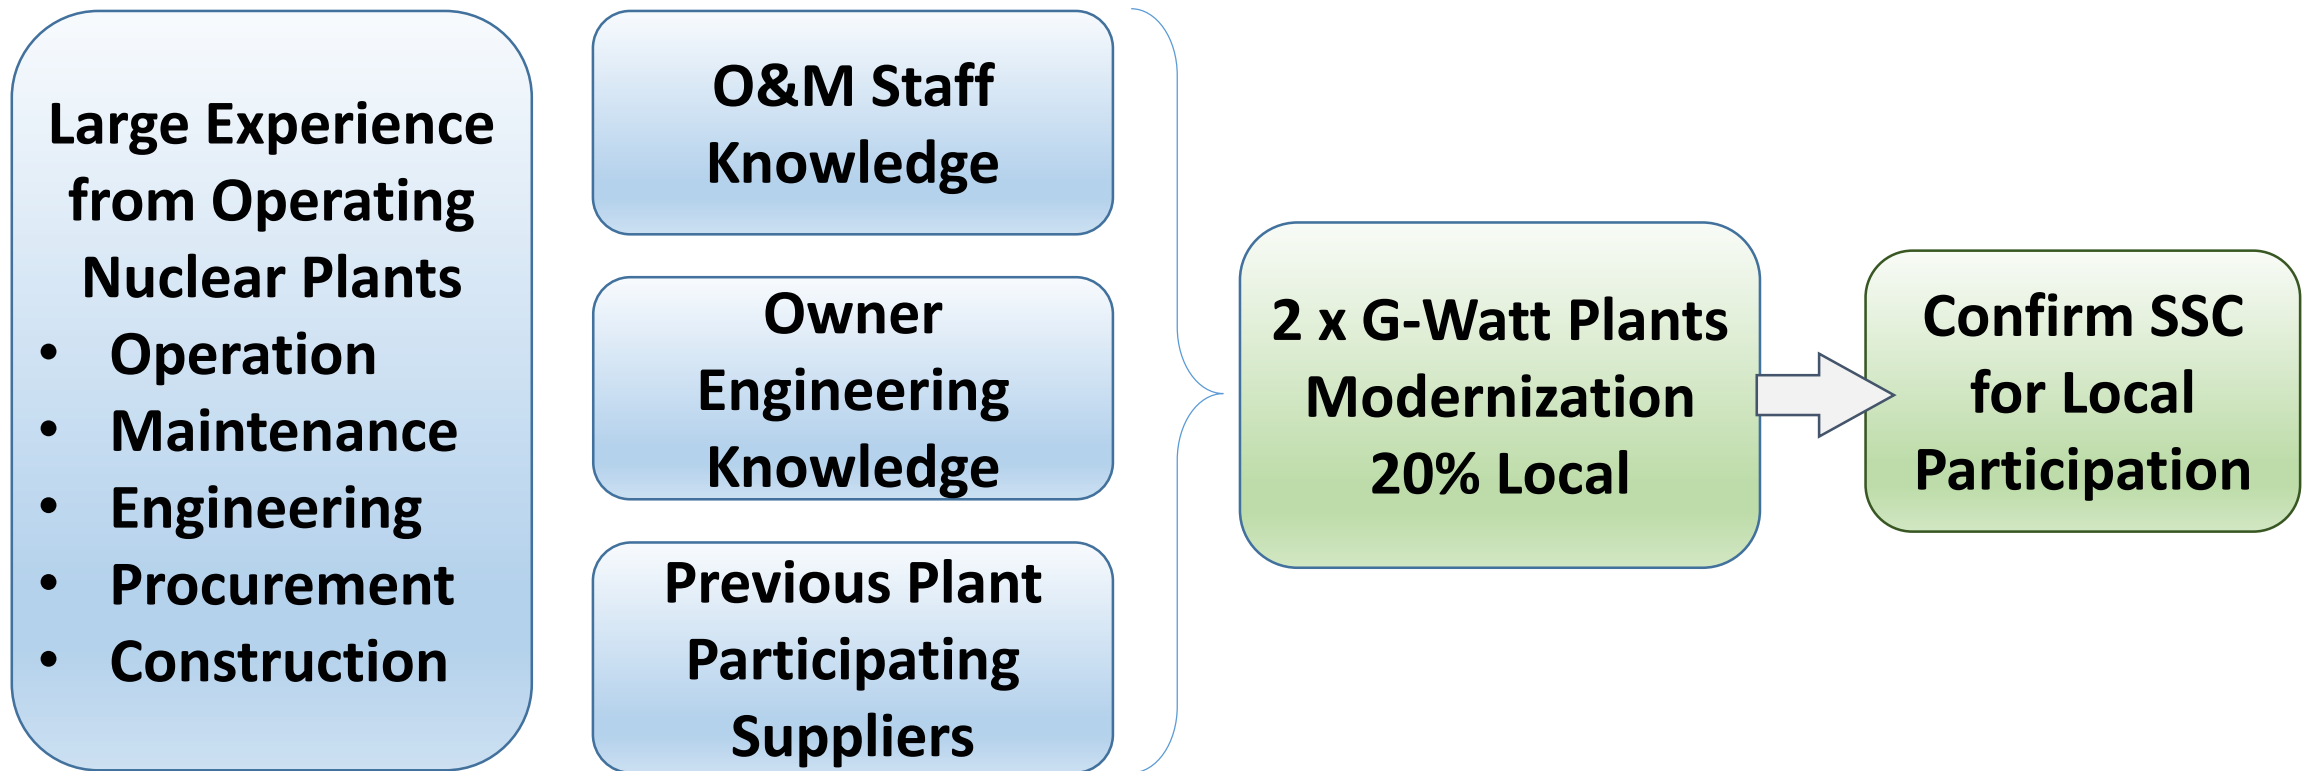 Large Experience
from Operating
Nuclear Plants
• Operation
• Maintenance
• Engineering
• Procurement
• Construction
O&M Staff
Knowledge
Owner
Engineering
Knowledge
Previous Plant
Participating
Suppliers
2 x G-Watt Plants
Modernization
20% Local
Confirm SSC
for Local
Participation